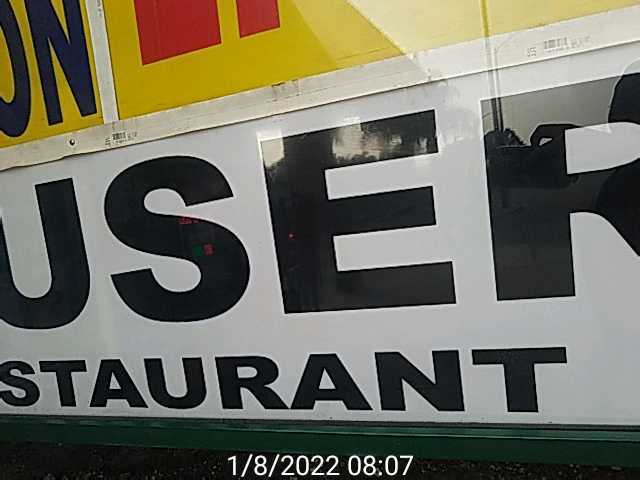 ON
USER
STAURANT
1/8/2022 08:07